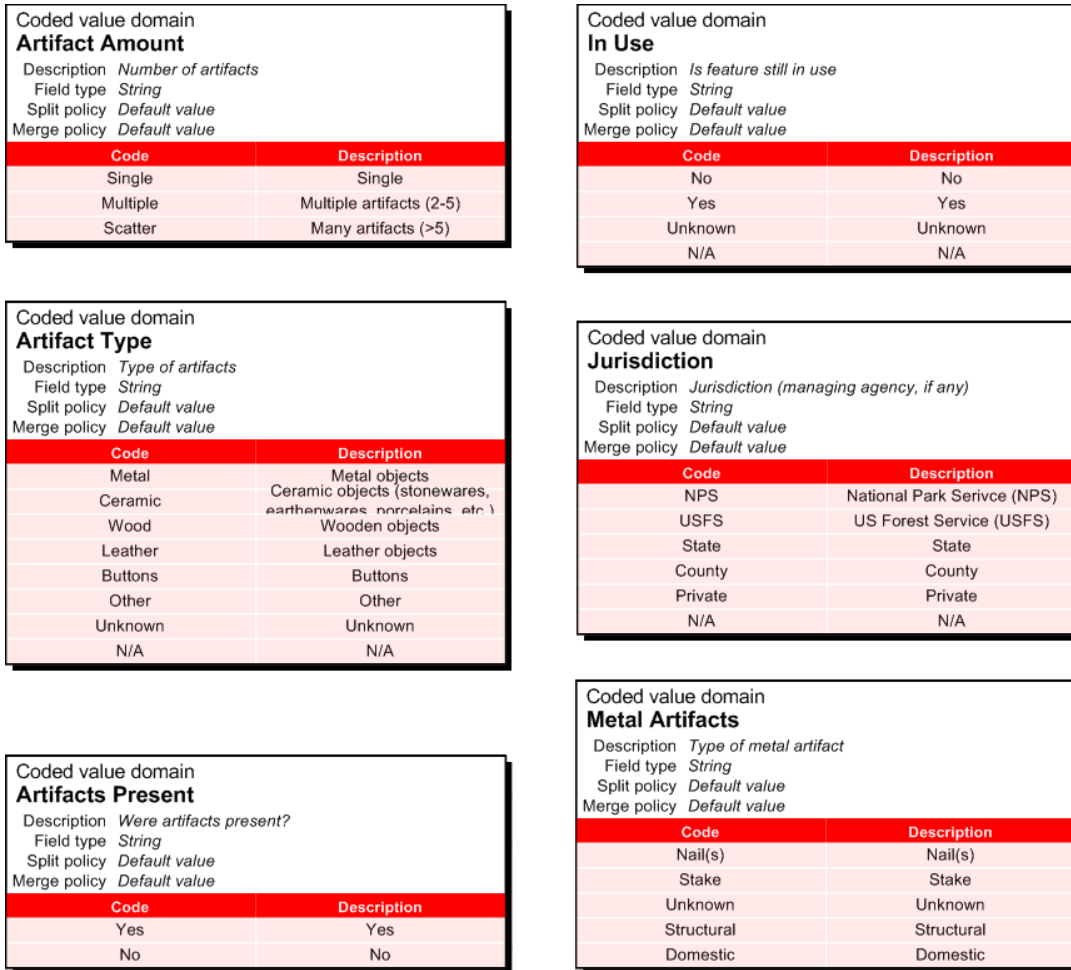 Coded value domain
Artifact Amount
Description Number of artifacts
Field type String
Split policy Default value
Merge policy Default value
Code Description
Single Single
Multiple Multiple artifacts (2-5)
Scatter Many artifacts (>5)
Coded value domain
Artifact Type
Description Type of artifacts
Field type String
Split policy Default value
Merge policy Default value
Code Description
Metal Metal objects
Ceramic Ceramic objects (stonewares,
earthenwares, porcelains, etc.)
Wood Wooden objects
Leather Leather objects
Buttons Buttons
Other Other
Unknown Unknown
N/A N/A
Coded value domain
Artifacts Present
Description Were artifacts present?
Field type String
Split policy Default value
Merge policy Default value
Code Description
Yes Yes
No No
Coded value domain
In Use
Description Is feature still in use
Field type String
Split policy Default value
Merge policy Default value
Code Description
No No
Yes Yes
Unknown Unknown
N/A N/A
Coded value domain
Jurisdiction
Description Jurisdiction (managing agency, if any)
Field type String
Split policy Default value
Merge policy Default value
Code Description
NPS National Park Serivce (NPS)
USFS US Forest Service (USFS)
State State
County County
Private Private
N/A N/A
Coded value domain
Metal Artifacts
Description Type of metal artifact
Field type String
Split policy Default value
Merge policy Default value
Code Description
Nail(s) Nail(s)
Stake Stake
Unknown Unknown
Structural Structural
Domestic Domestic